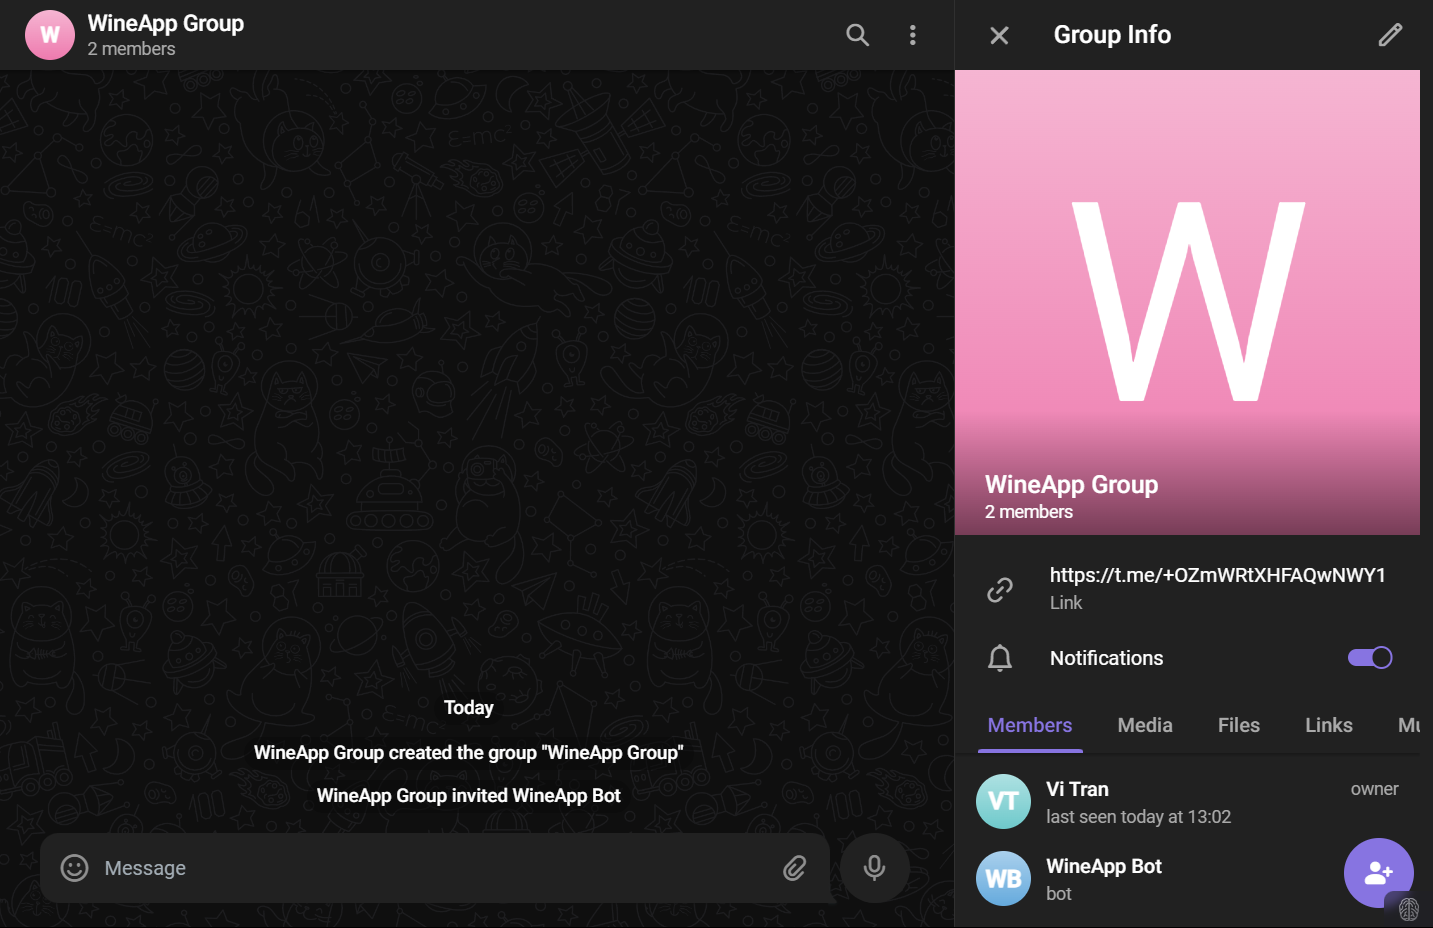 W
WineApp Group
2 members
Today
WineApp Group created the group "WineApp Group"
WineApp Group invited WineApp Bot
Message
Group Info
W
WineApp Group
2 members
https://t.me/+OZmWRtXHFAQwNWY1
Link
Notifications
Members Media Files Links Mu
VT
Vi Tran
owner
last seen today at 13:02
WB
WineApp Bot
bot